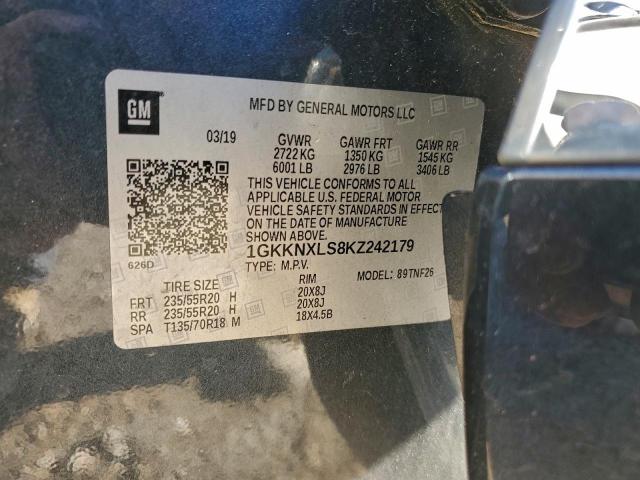 GM
MFD BY GENERAL MOTORS LLC
03/19 GVWR GAWR FRT GAWR RR
2722 KG 1350 KG 1545 KG
6001 LB 2976 LB 3406 LB
THIS VEHICLE CONFORMS TO ALL
APPLICABLE U.S. FEDERAL MOTOR
VEHICLE SAFETY STANDARDS IN EFFECT
ON THE DATE OF MANUFACTURE
SHOWN ABOVE.
626D 1GKKNXLS8KZ242179
TYPE: M.P.V. MODEL: 89TNF26
TIRE SIZE RIM
FRT 235/55R20 H 20X8J
RR 235/55R20 H 20X8J
SPA T135/70R18 M 18X4.5B